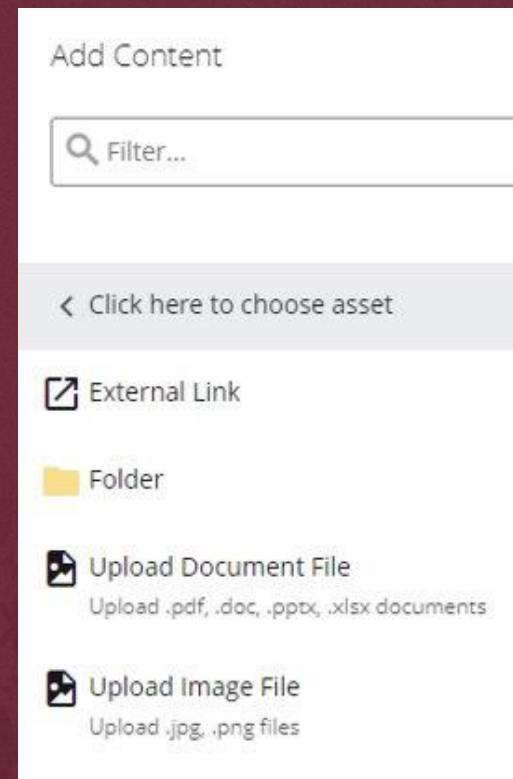 Add Content
Filter...
Click here to choose asset
External Link
Folder
Upload Document File
Upload .pdf, .doc, .pptx, .xlsx documents
Upload Image File
Upload .jpg, .png files